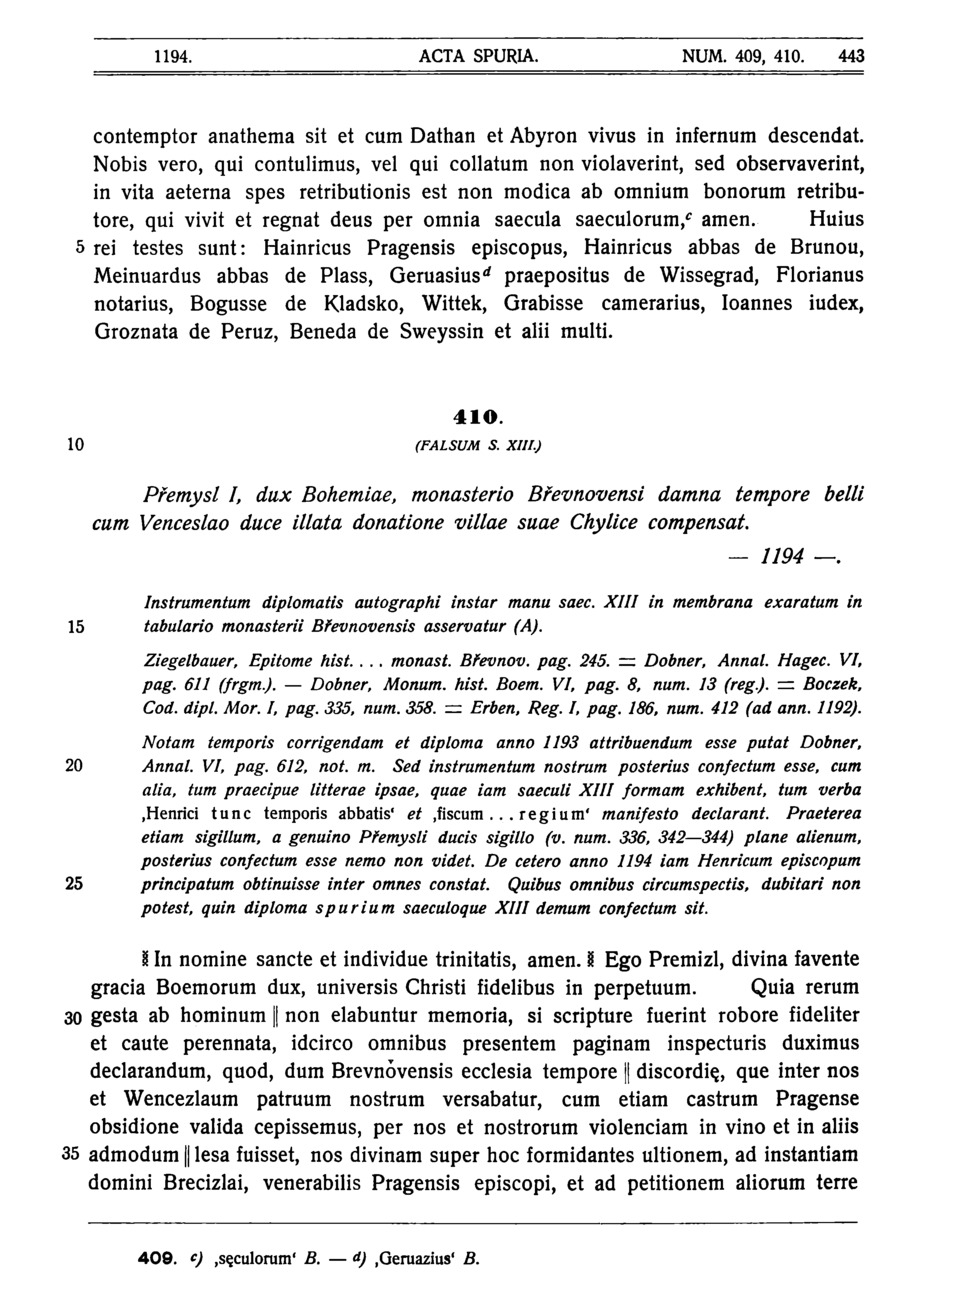 1194. ACTA SPURIA. NUM. 409, 410. 443
contemptor anathema sit et cum Dathan et Abyron vivus in infernum descendat.
Nobis vero, qui contulimus, vel qui collatum non violaverint, sed observaverint,
in vita aeterna spes retributionis est non modica ab omnium bonorum retribu-
tore, qui vivit et regnat deus per omnia saecula saeculorum,ᶜ amen. Huius
5 rei testes sunt: Hainricus Pragensis episcopus, Hainricus abbas de Brunou,
Meinuardus abbas de Plass, Geruasiusᵈ praepositus de Wissegrad, Florianus
notarius, Bogusse de Kladsko, Wittek, Grabisse camerarius, Ioannes iudex,
Groznata de Peruz, Beneda de Sweyssin et alii multi.
410.
10 (FALSUM S. XIII.)
Přemysl I, dux Bohemiae, monasterio Břevnovensi damna tempore belli
cum Venceslao duce illata donatione villae suae Chylice compensat.
— 1194 —.
Instrumentum diplomatis autographi instar manu saec. XIII in membrana exaratum in
15 tabulario monasterii Břevnovensis asservatur (A).
Ziegelbauer, Epitome hist. . . . monast. Břevnov. pag. 245. = Dobner, Annal. Hagec. VI,
pag. 611 (frgm.). — Dobner, Monum. hist. Boem. VI, pag. 8, num. 13 (reg.). = Boczek,
Cod. dipl. Mor. I, pag. 335, num. 358. = Erben, Reg. I, pag. 186, num. 412 (ad ann. 1192).
Notam temporis corrigendam et diploma anno 1193 attribuendum esse putat Dobner,
20 Annal. VI, pag. 612, not. m. Sed instrumentum nostrum posterius confectum esse, cum
alia, tum praecipue litterae ipsae, quae iam saeculi XIII formam exhibent, tum verba
‚Henrici tunc temporis abbatis‘ et ‚fiscum . . . regium‘ manifesto declarant. Praeterea
etiam sigillum, a genuino Přemysli ducis sigillo (v. num. 336, 342—344) plane alienum,
posterius confectum esse nemo non videt. De cetero anno 1194 iam Henricum episcopum
25 principatum obtinuisse inter omnes constat. Quibus omnibus circumspectis, dubitari non
potest, quin diploma spurium saeculoque XIII demum confectum sit.
⁑ In nomine sancte et individue trinitatis, amen. ⁑ Ego Premizl, divina favente
gracia Boemorum dux, universis Christi fidelibus in perpetuum. Quia rerum
30 gesta ab hominum ‖ non elabuntur memoria, si scripture fuerint robore fideliter
et caute perennata, idcirco omnibus presentem paginam inspecturis duximus
declarandum, quod, dum Brevnǒvensis ecclesia tempore ‖ discordię, que inter nos
et Wencezlaum patruum nostrum versabatur, cum etiam castrum Pragense
obsidione valida cepissemus, per nos et nostrorum violenciam in vino et in aliis
35 admodum ‖ lesa fuisset, nos divinam super hoc formidantes ultionem, ad instantiam
domini Brecizlai, venerabilis Pragensis episcopi, et ad petitionem aliorum terre
409. c) ‚sęculorum‘ B. — d) ‚Geruazius‘ B.